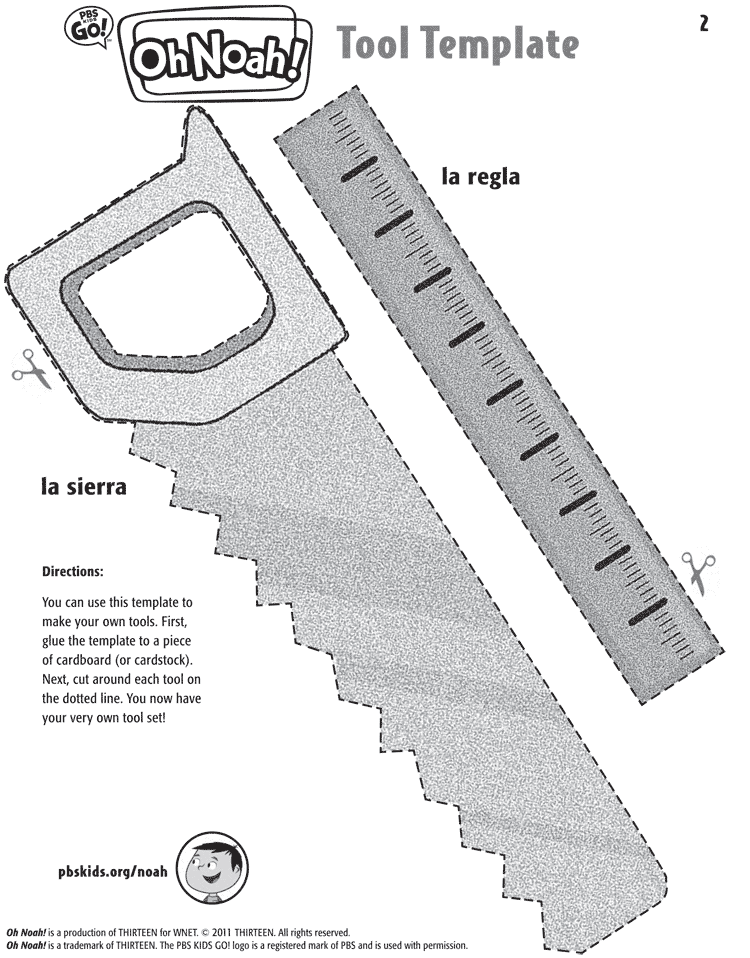 PBS
KIDS
GO!
Oh Noah!
Tool Template
2
la regla
la sierra
Directions:
You can use this template to
make your own tools. First,
glue the template to a piece
of cardboard (or cardstock).
Next, cut around each tool on
the dotted line. You now have
your very own tool set!
pbskids.org/noah
Oh Noah! is a production of THIRTEEN for WNET. © 2011 THIRTEEN. All rights reserved.
Oh Noah! is a trademark of THIRTEEN. The PBS KIDS GO! logo is a registered mark of PBS and is used with permission.